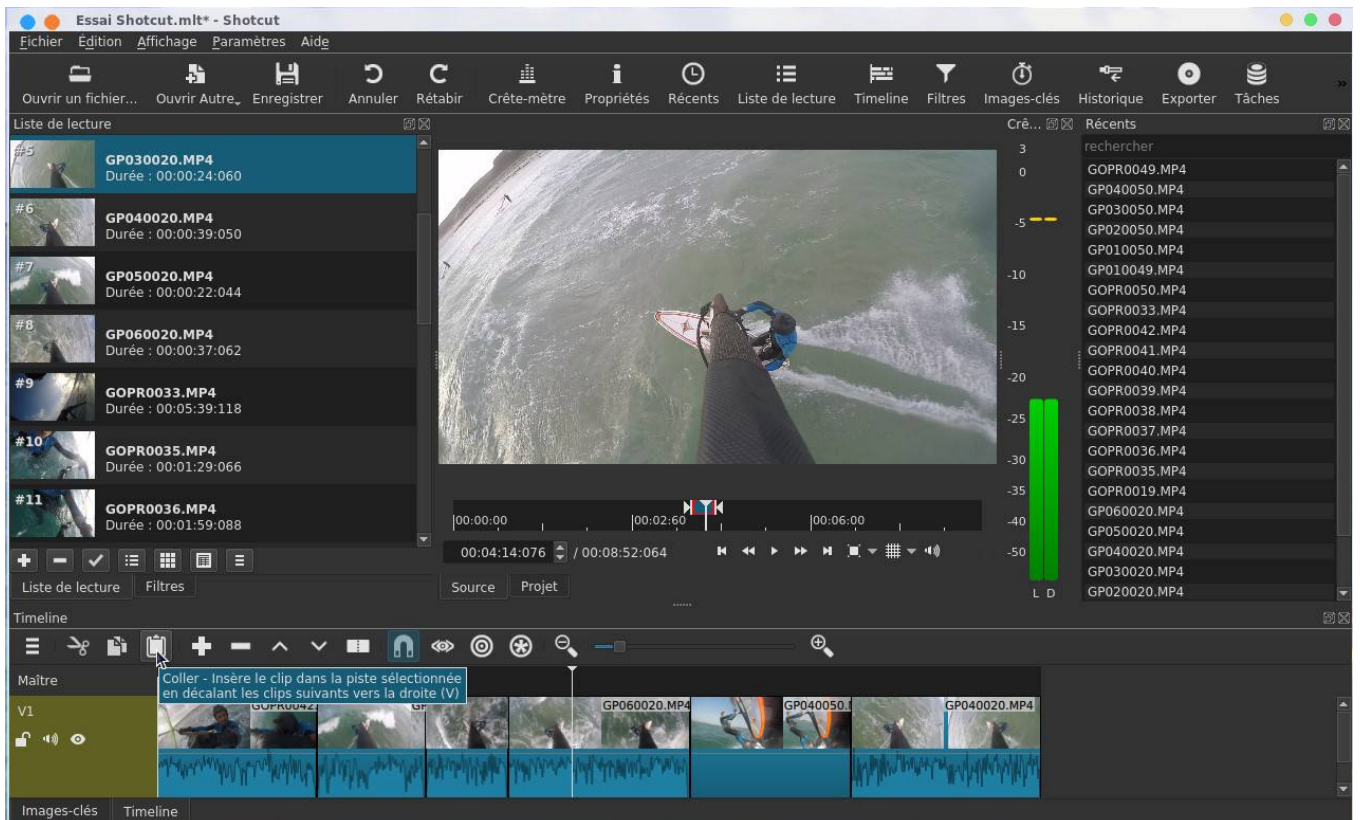 Essai Shotcut.mlt* - Shotcut
Fichier Édition Affichage Paramètres Aide
Ouvrir un fichier... Ouvrir Autre Enregistrer Annuler Rétabir Crête-mètre Propriétés Récents Liste de lecture Timeline Filtres Images-clés Historique Exporter Tâches »
Liste de lecture
#5
GP030020.MP4
Durée : 00:00:24:060
#6
GP040020.MP4
Durée : 00:00:39:050
#7
GP050020.MP4
Durée : 00:00:22:044
#8
GP060020.MP4
Durée : 00:00:37:062
#9
GOPR0033.MP4
Durée : 00:05:39:118
#10
GOPR0035.MP4
Durée : 00:01:29:066
#11
GOPR0036.MP4
Durée : 00:01:59:088
Liste de lecture Filtres
00:00:00 00:02:60 00:06:00
00:04:14:076 / 00:08:52:064
Source Projet
Crê...
3
0
-5
-10
-15
-20
-25
-30
-35
-40
-50
L D
Récents
rechercher
GOPR0049.MP4
GP040050.MP4
GP030050.MP4
GP020050.MP4
GP010050.MP4
GP010049.MP4
GOPR0050.MP4
GOPR0033.MP4
GOPR0042.MP4
GOPR0041.MP4
GOPR0040.MP4
GOPR0039.MP4
GOPR0038.MP4
GOPR0037.MP4
GOPR0036.MP4
GOPR0035.MP4
GOPR0019.MP4
GP060020.MP4
GP050020.MP4
GP040020.MP4
GP030020.MP4
GP020020.MP4
Timeline
Maître
Coller - Insère le clip dans la piste sélectionnée
en décalant les clips suivants vers la droite (V)
V1
GOPR0042. GP GP060020.MP4 GP040050. GP040020.MP4
Images-clés Timeline